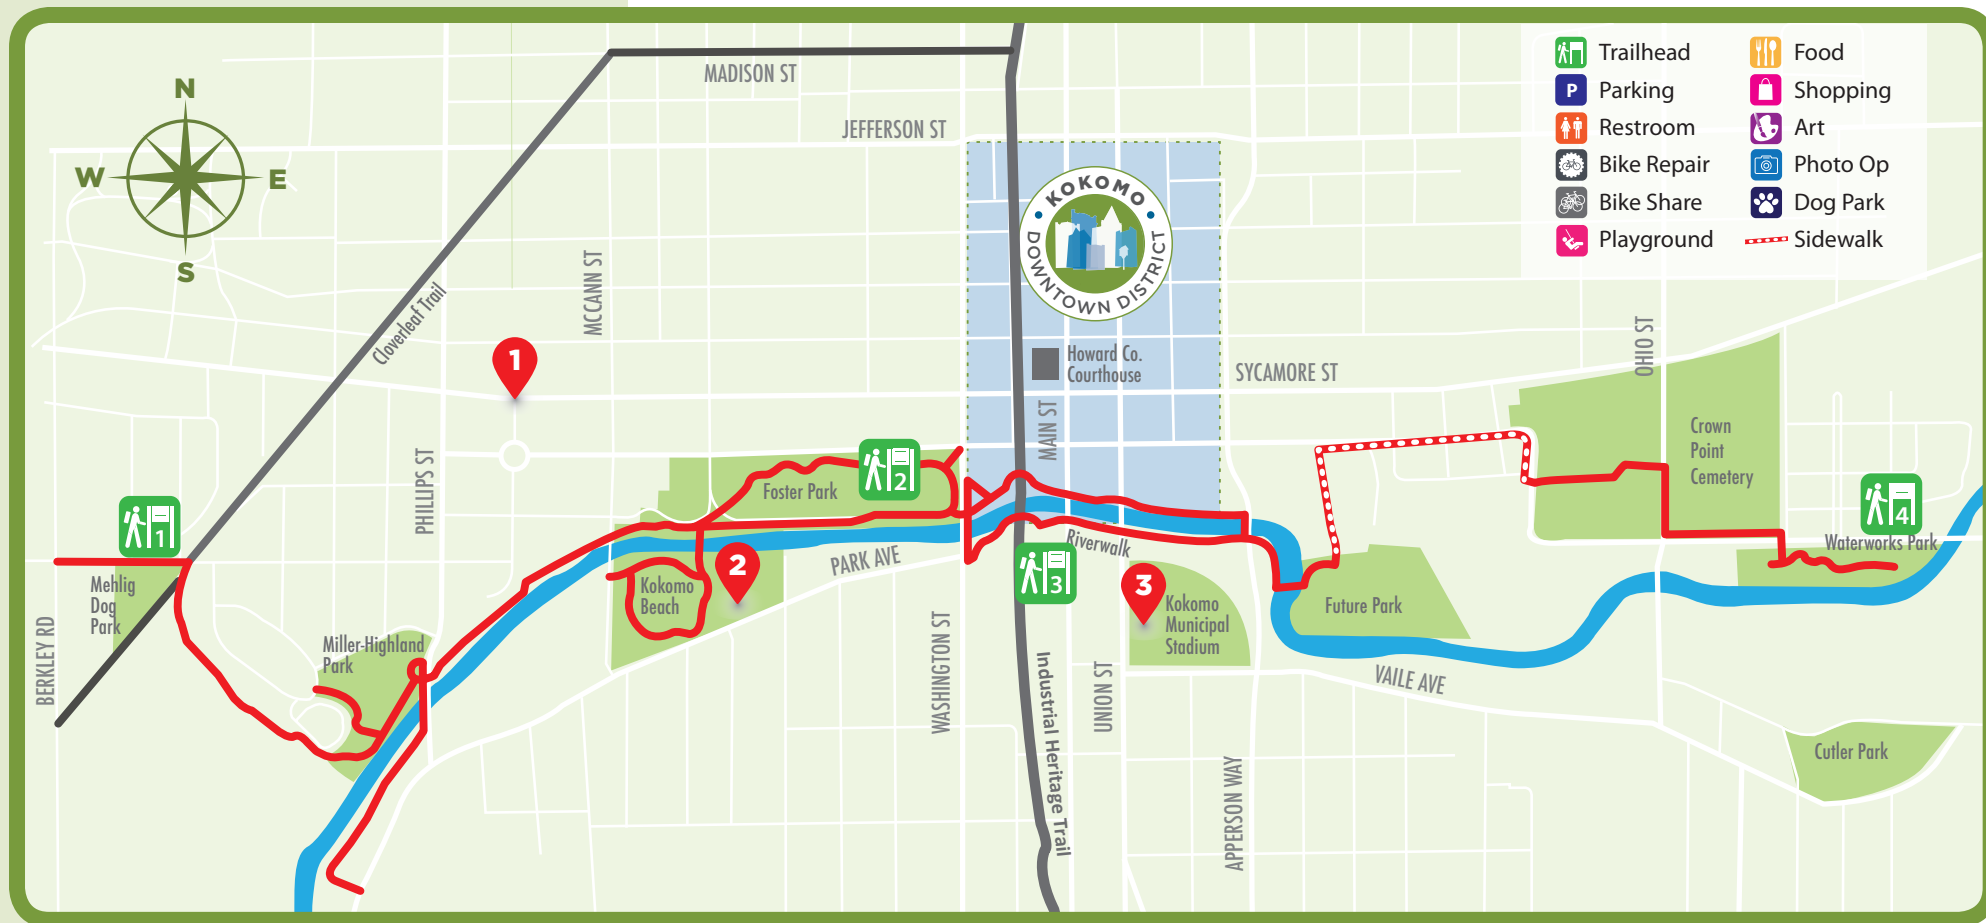 N
W
E
S
MADISON ST
JEFFERSON ST
Trailhead
P
Parking
Restroom
Bike Repair
Bike Share
Playground
Food
Shopping
Art
Photo Op
Dog Park
Sidewalk
KOKOMO
DOWNTOWN DISTRICT
Cloverleaf Trail
MCCANN ST
1
Howard Co.
Courthouse
SYCAMORE ST
OHIO ST
MAIN ST
PHILLIPS ST
Foster Park
2
Crown
Point
Cemetery
1
4
Waterworks Park
Riverwalk
PARK AVE
2
3
3
Mehlig
Dog
Park
Kokomo
Beach
Kokomo
Municipal
Stadium
Future Park
BERKLEY RD
Miller-Highland
Park
WASHINGTON ST
Industrial Heritage Trail
UNION ST
VAILE AVE
APPERSON WAY
Cutler Park